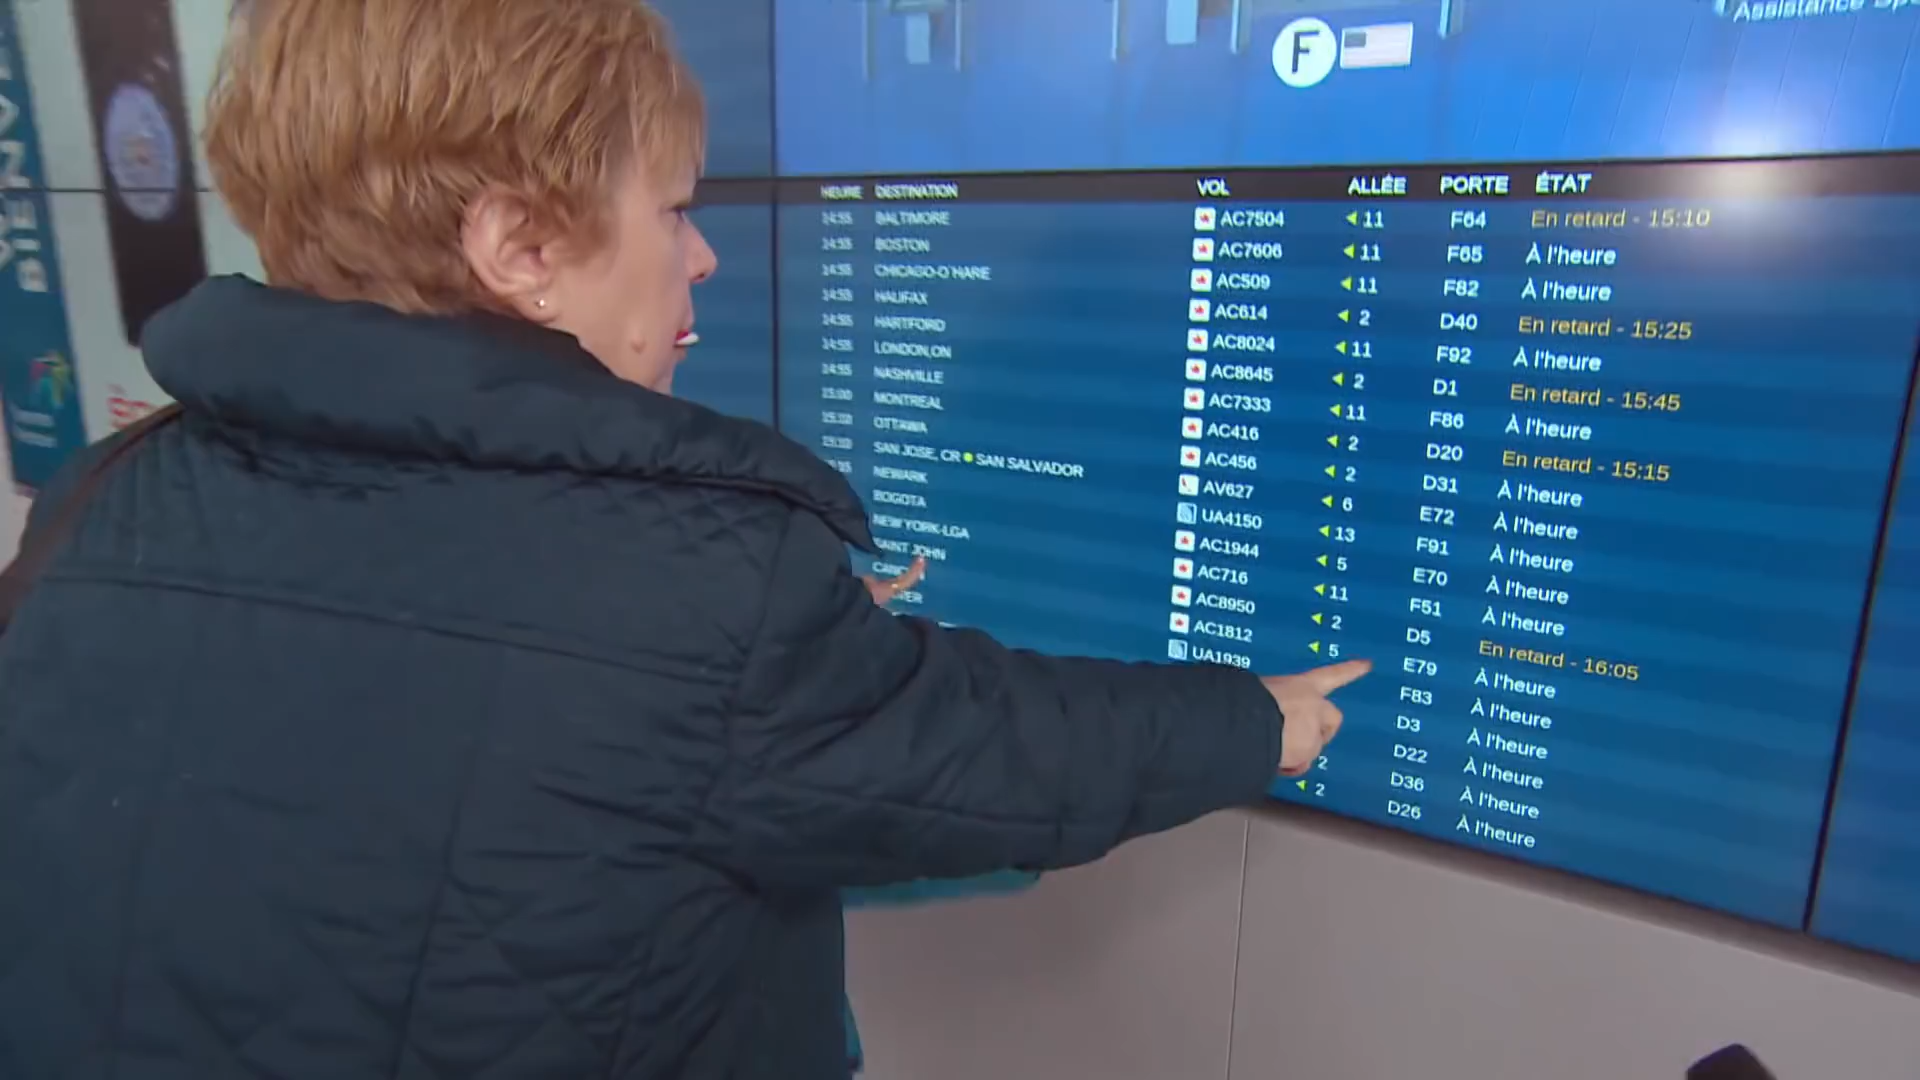 F
Assistance
HEURE DESTINATION VOL ALLÉE PORTE ÉTAT
14:55 BALTIMORE AC7504 11 F64 En retard - 15:10
14:55 BOSTON AC7606 11 F65 À l'heure
14:55 CHICAGO-O'HARE AC509 11 F82 À l'heure
14:55 HALIFAX AC614 2 D40 En retard - 15:25
14:55 HARTFORD AC8024 11 F92 À l'heure
14:55 LONDON,ON AC8645 2 D1 En retard - 15:45
14:55 NASHVILLE AC7333 11 F86 À l'heure
15:00 MONTREAL AC416 2 D20 En retard - 15:15
OTTAWA AC456 2 D31 À l'heure
15:10 SAN JOSE, CR SAN SALVADOR AV627 6 E72 À l'heure
NEWARK UA4150 13 F91 À l'heure
BOGOTA AC1944 5 E70 À l'heure
NEW YORK-LGA AC716 11 F51 À l'heure
SAINT JOHN AC8950 2 D5 En retard - 16:05
AC1812 5 E79 À l'heure
UA1939 F83 À l'heure
D3 À l'heure
D22 À l'heure
2 D36 À l'heure
2 D26 À l'heure